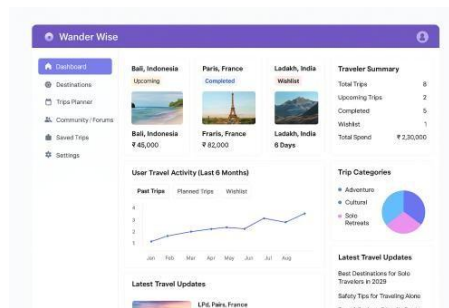 Wander Wise
Dashboard
Destinations
Trips Planner
Community/Forums
Saved Trips
Settings
Bali, Indonesia
Upcoming
Bali, Indonesia
₹ 45,000
Paris, France
Completed
Fraris, France
₹ 82,000
Ladakh, India
Wishlist
Ladakh, India
6 Days
Traveler Summary
Total Trips 8
Upcoming Trips 2
Completed 5
Wishlist 1
Total Spend ₹ 2,30,000
User Travel Activity (Last 6 Months)
Past Trips Planned Trips Wishlist
4
3
2
1
Jan Feb Mar Apr May Jun Jul Aug
Trip Categories
Adventure
Cultural
Solo
Retreats
Latest Travel Updates
Best Destinations for Solo
Travelers in 2029
Safety Tips for Traveling Alone
Latest Travel Updates
LPd, Pairs, France